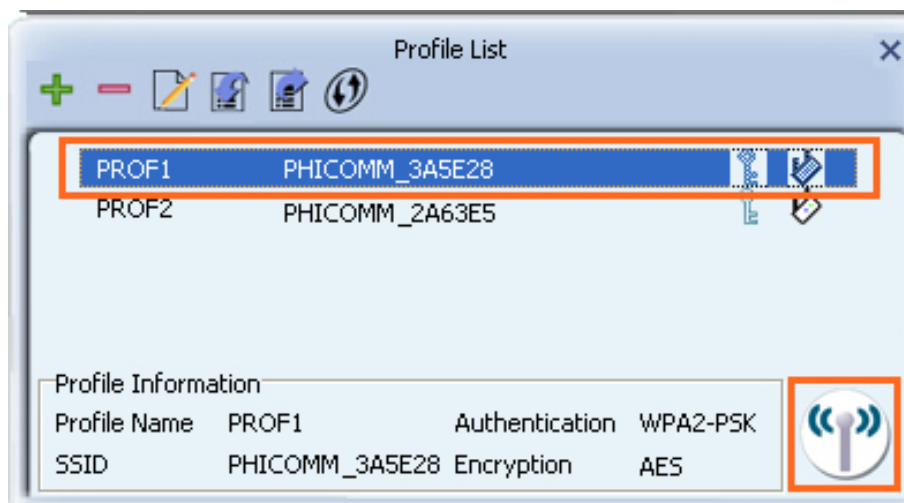 Profile List
PROF1 PHICOMM_3A5E28
PROF2 PHICOMM_2A63E5
Profile Information
Profile Name PROF1 Authentication WPA2-PSK
SSID PHICOMM_3A5E28 Encryption AES